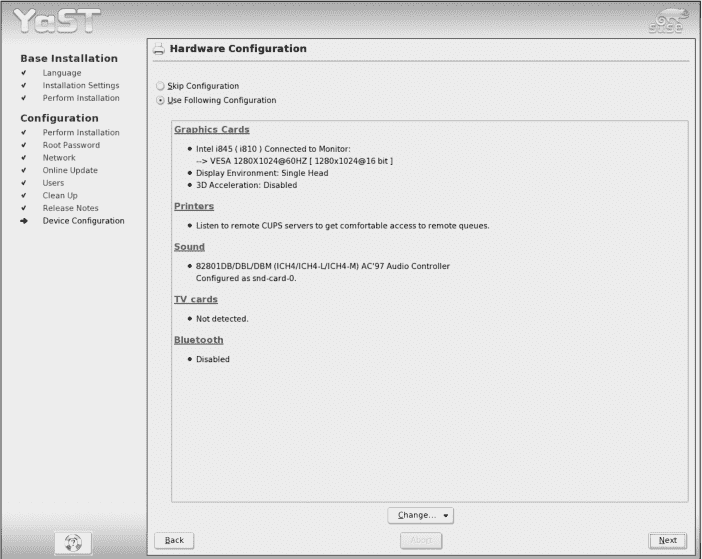 YaST
SUSE
Base Installation
Language
Installation Settings
Perform Installation
Configuration
Perform Installation
Root Password
Network
Online Update
Users
Clean Up
Release Notes
Device Configuration
Hardware Configuration
Skip Configuration
Use Following Configuration
Graphics Cards
Intel i845 ( i810 ) Connected to Monitor:
--> VESA 1280X1024@60HZ [ 1280x1024@16 bit ]
Display Environment: Single Head
3D Acceleration: Disabled
Printers
Listen to remote CUPS servers to get comfortable access to remote queues.
Sound
82801DB/DBL/DBM (ICH4/ICH4-L/ICH4-M) AC'97 Audio Controller
Configured as snd-card-0.
TV cards
Not detected.
Bluetooth
Disabled
Change...
Back
Abort
Next